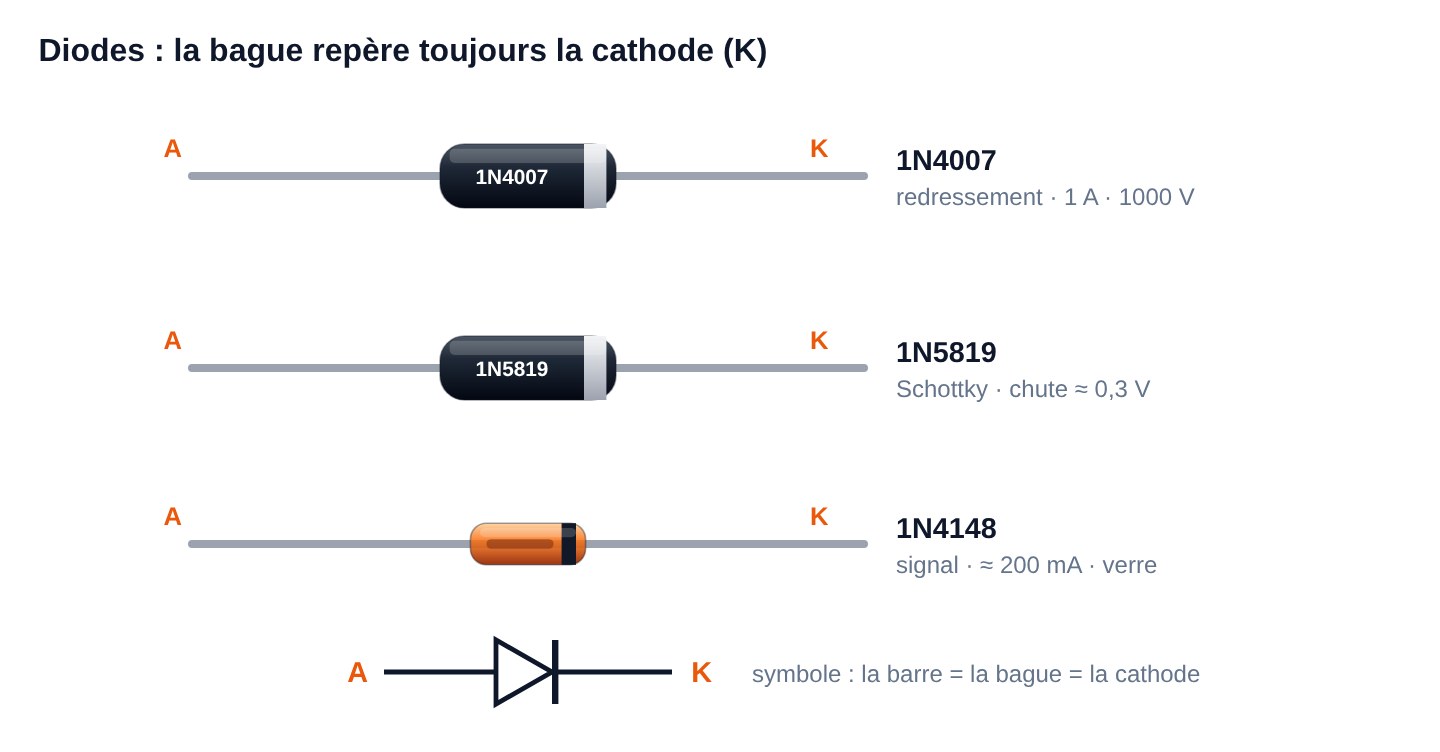 Diodes : la bague repère toujours la cathode (K)
A
1N4007
K
1N4007
redressement · 1 A · 1000 V
A
1N5819
K
1N5819
Schottky · chute ≈ 0,3 V
A
K
1N4148
signal · ≈ 200 mA · verre
A
K
symbole : la barre = la bague = la cathode